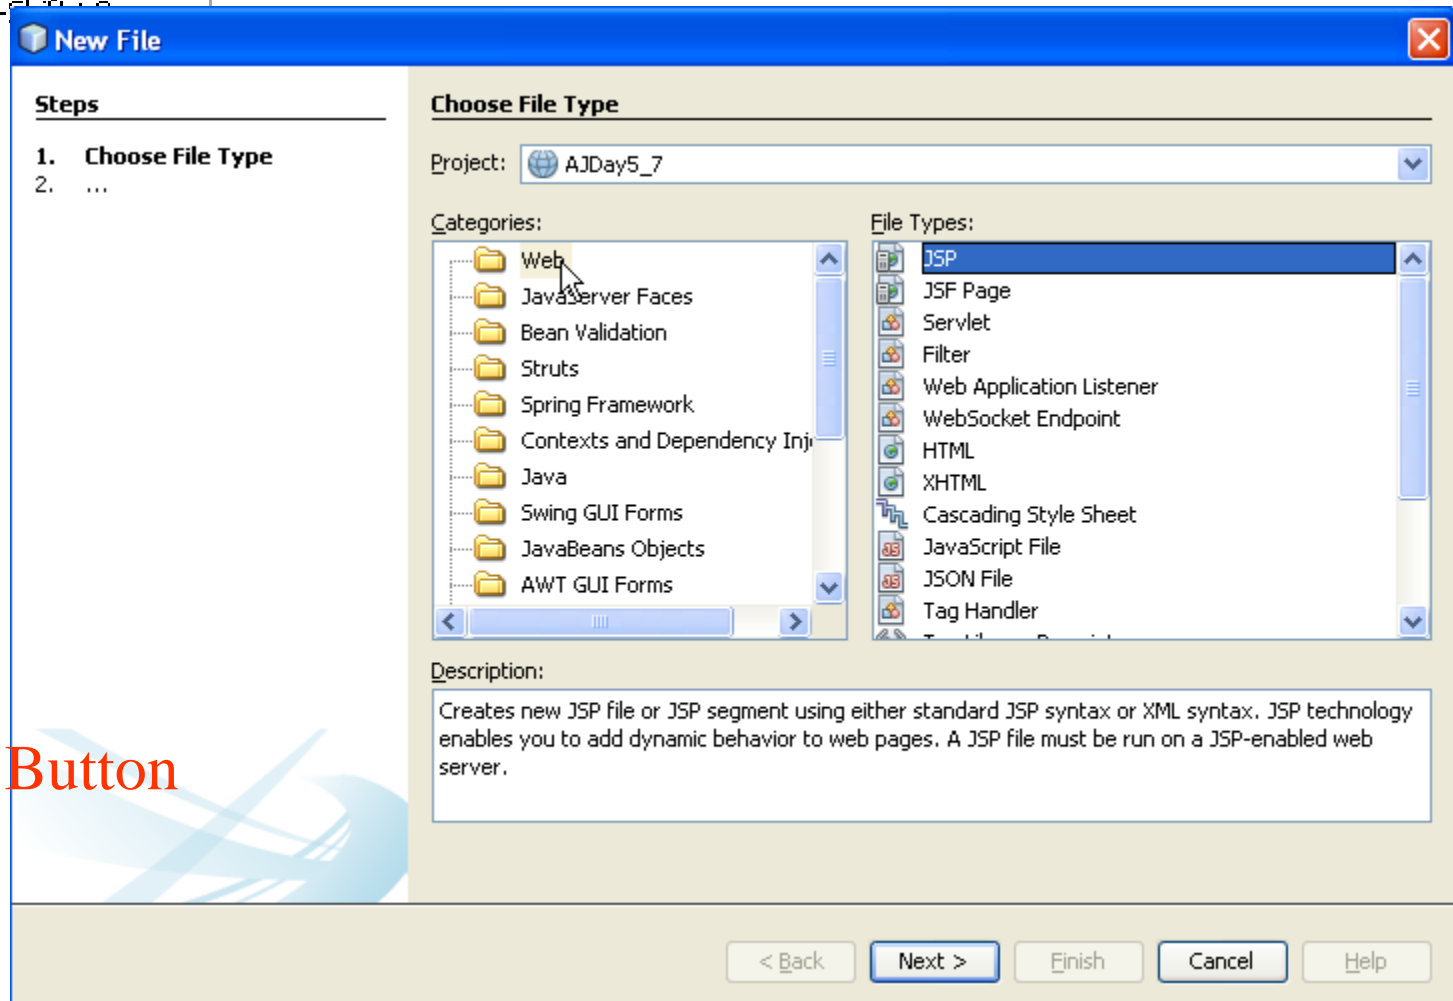 New File
Steps
1. Choose File Type
2. ...
Choose File Type
Project: AJDay5_7
Categories:
Web
JavaServer Faces
Bean Validation
Struts
Spring Framework
Contexts and Dependency Inj
Java
Swing GUI Forms
JavaBeans Objects
AWT GUI Forms
File Types:
JSP
JSF Page
Servlet
Filter
Web Application Listener
WebSocket Endpoint
HTML
XHTML
Cascading Style Sheet
JavaScript File
JSON File
Tag Handler
Description:
Creates new JSP file or JSP segment using either standard JSP syntax or XML syntax. JSP technology
enables you to add dynamic behavior to web pages. A JSP file must be run on a JSP-enabled web
server.
Button
< Back Next > Finish Cancel Help